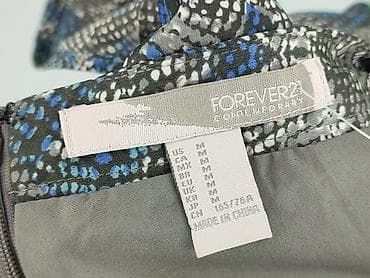 FOREVER21
CONTEMPORARY
US M
CA M
MX M
BR M
EU M
UK M
KR M
JP M
CN 165/76A
MADE IN CHINA